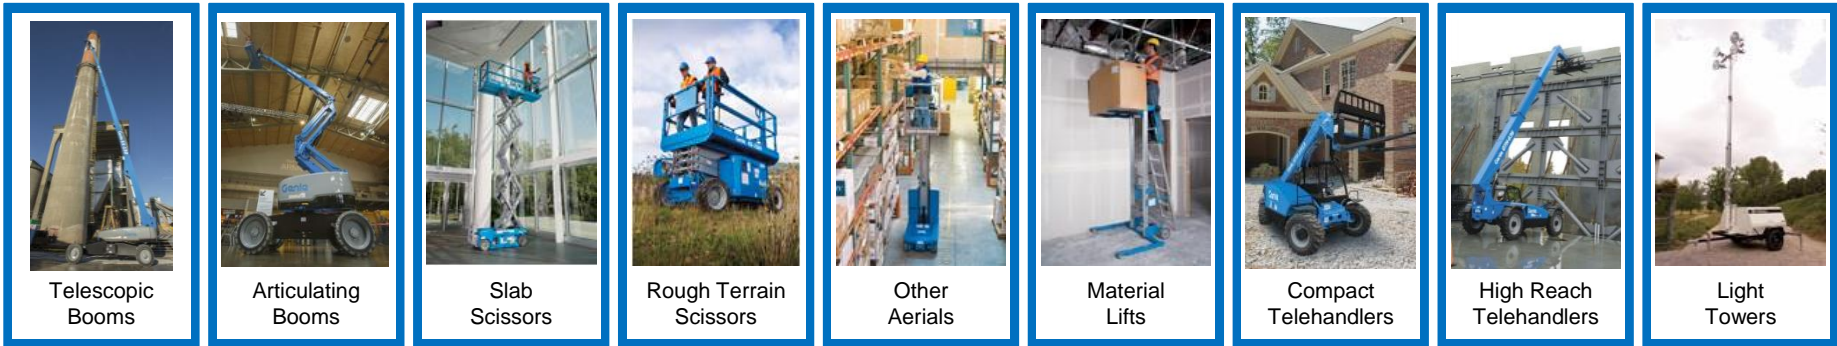 Telescopic
Booms
Articulating
Booms
Slab
Scissors
Rough Terrain
Scissors
Other
Aerials
Material
Lifts
Compact
Telehandlers
High Reach
Telehandlers
Light
Towers
Genie